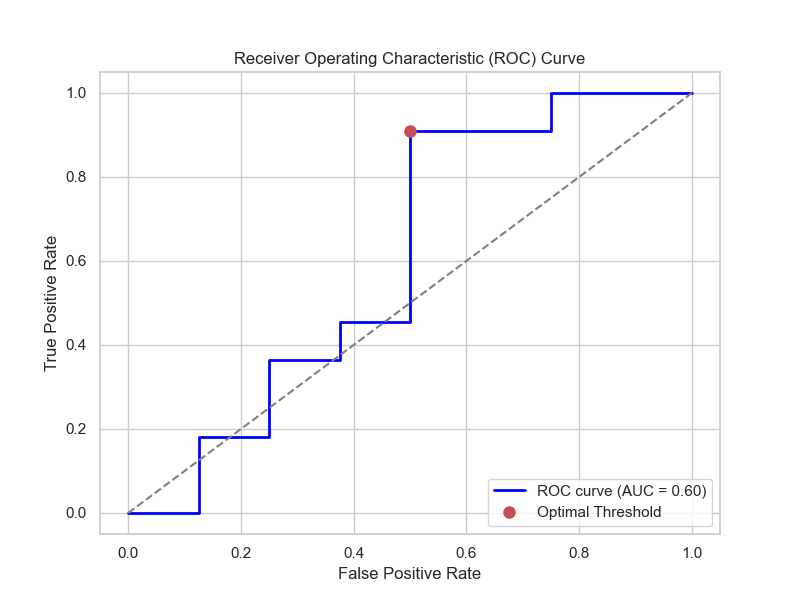 Receiver Operating Characteristic (ROC) Curve
True Positive Rate
1.0
0.8
0.6
0.4
0.2
0.0
ROC curve (AUC = 0.60)
Optimal Threshold
0.0 0.2 0.4 0.6 0.8 1.0
False Positive Rate